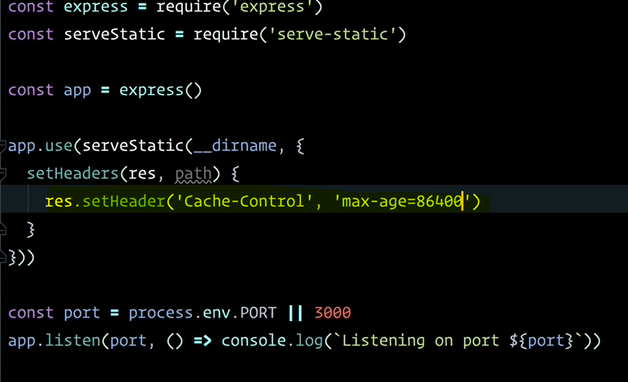 const express = require('express')
const serveStatic = require('serve-static')
const app = express()
app.use(serveStatic(__dirname, {
setHeaders(res, path) {
res.setHeader('Cache-Control', 'max-age=86400')
}
}))
const port = process.env.PORT || 3000
app.listen(port, () => console.log(`Listening on port ${port}`))